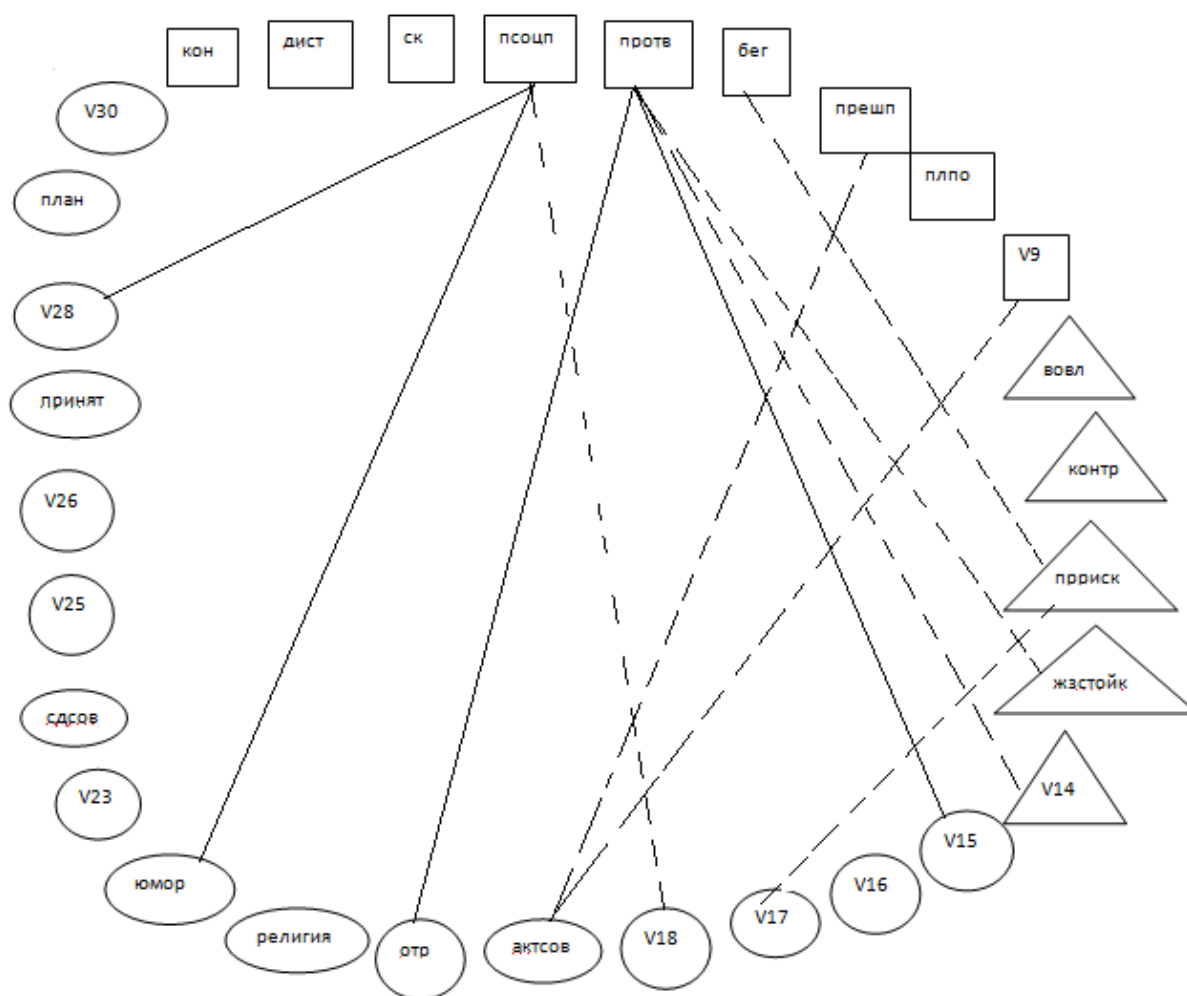 кон
дист
ск
псоцп
протв
бег
прешп
плпо
V9
вовл
контр
пppиск
жзстойк
V14
V15
V16
V17
V18
актсов
отр
религия
юмор
V23
сдсов
V25
V26
принят
V28
план
V30